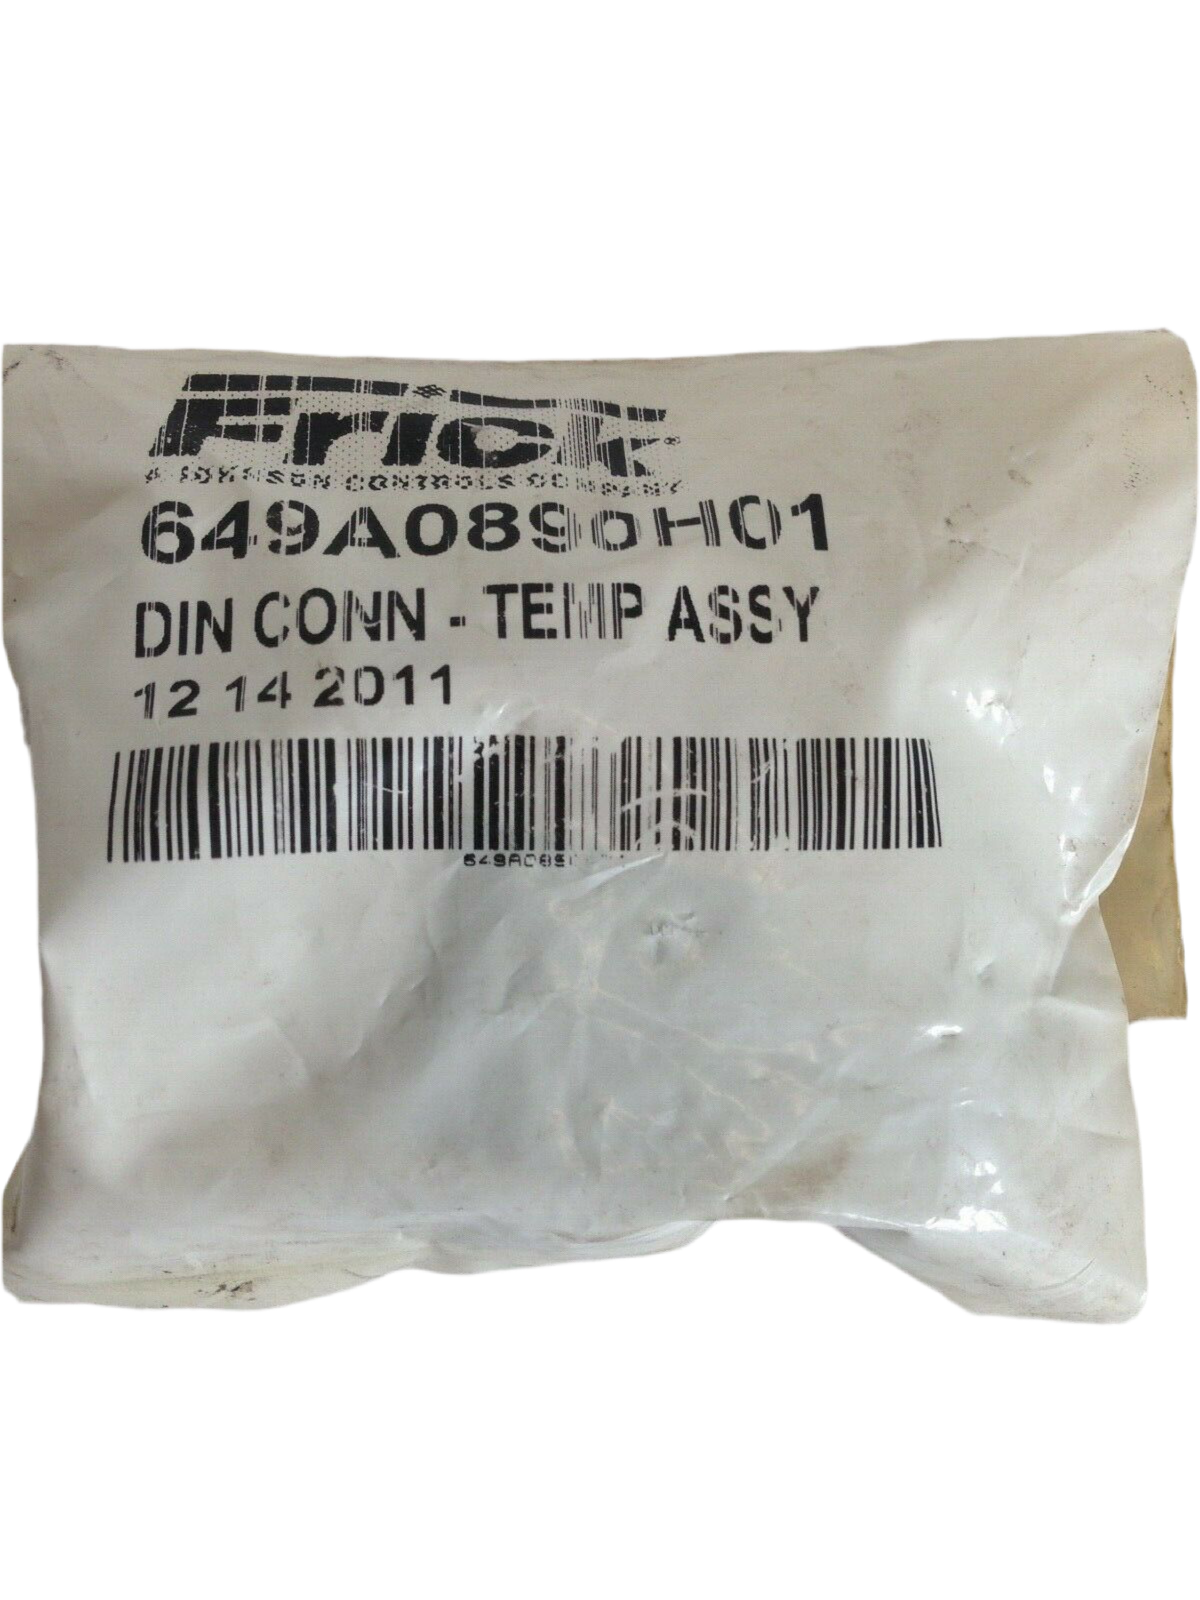 Frick
A JOHNSON CONTROLS COMPANY
649A0890H01
DIN CONN - TEMP ASSY
12 14 2011